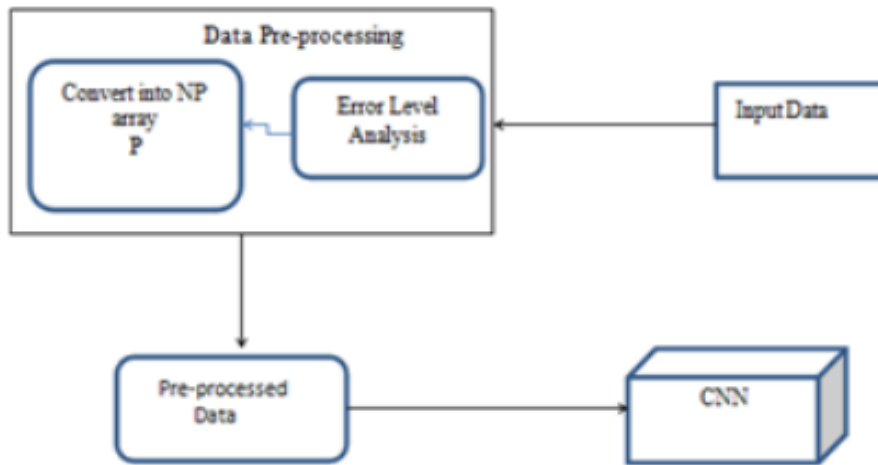 Data Pre-processing
Convert into NP
array
P
Error Level
Analysis
Input Data
Pre-processed
Data
CNN